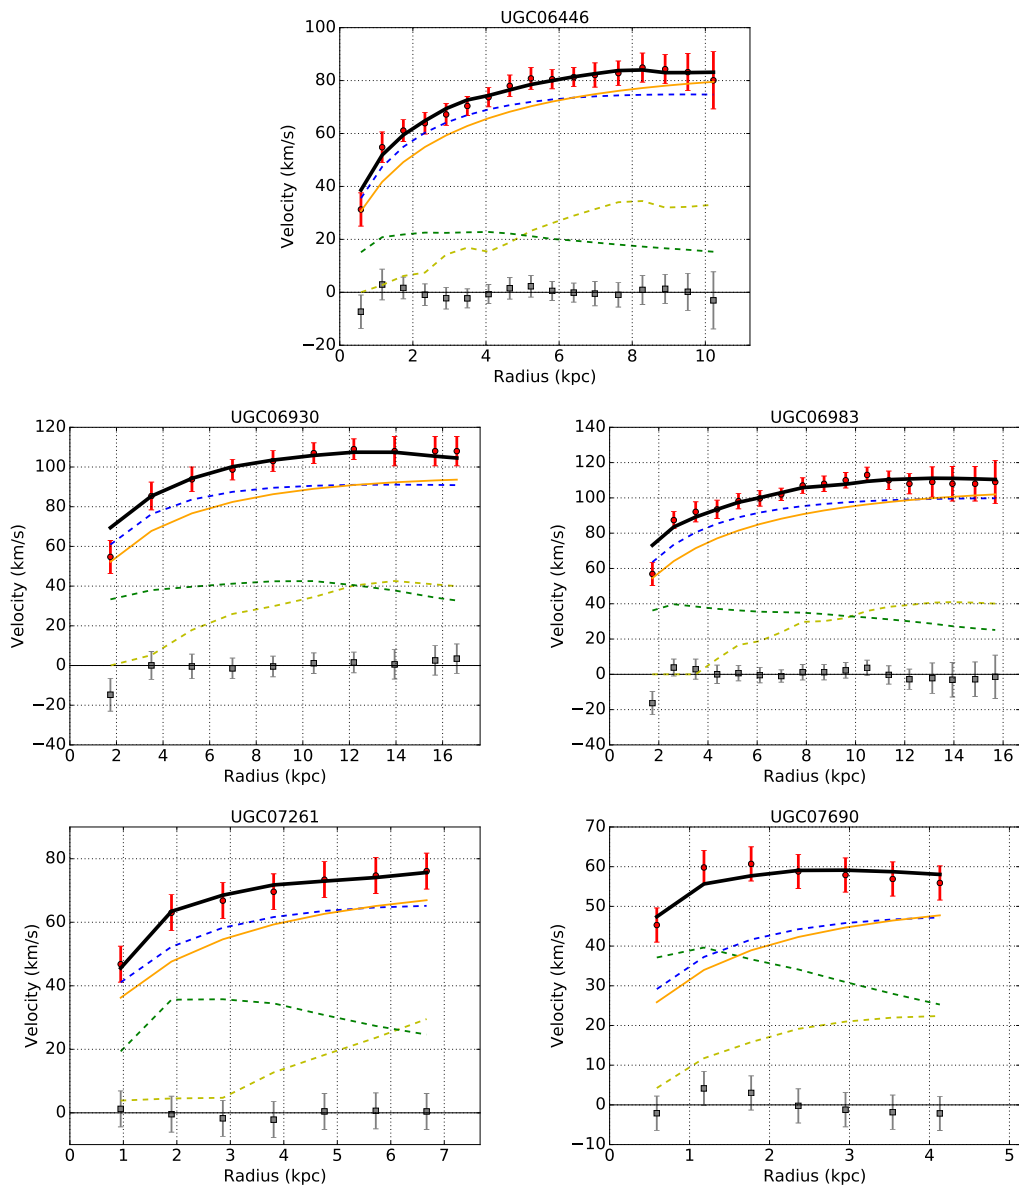 UGC06446
100
80
60
40
20
0
−20
Velocity (km/s)
0 2 4 6 8 10
Radius (kpc)
UGC06930
120
100
80
60
40
20
0
−20
−40
Velocity (km/s)
0 2 4 6 8 10 12 14 16
Radius (kpc)
UGC06983
140
120
100
80
60
40
20
0
−20
−40
Velocity (km/s)
0 2 4 6 8 10 12 14 16
Radius (kpc)
UGC07261
80
60
40
20
0
Velocity (km/s)
0 1 2 3 4 5 6 7
Radius (kpc)
UGC07690
70
60
50
40
30
20
10
0
−10
Velocity (km/s)
0 1 2 3 4 5
Radius (kpc)